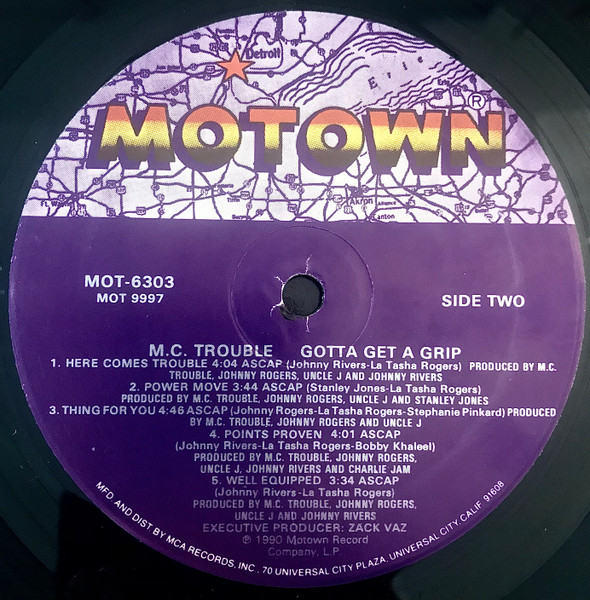 Detroit
Erie
MOTOWN®
Ft. Wayne
Akron
Alliance
Canton
MOT-6303
MOT 9997
SIDE TWO
M.C. TROUBLE GOTTA GET A GRIP
1. HERE COMES TROUBLE 4:04 ASCAP (Johnny Rivers-La Tasha Rogers) PRODUCED BY M.C.
TROUBLE, JOHNNY ROGERS, UNCLE J AND JOHNNY RIVERS
2. POWER MOVE 3:44 ASCAP (Stanley Jones-La Tasha Rogers)
PRODUCED BY M.C. TROUBLE, JOHNNY ROGERS, UNCLE J AND STANLEY JONES
3. THING FOR YOU 4:46 ASCAP (Johnny Rogers-La Tasha Rogers-Stephanie Pinkard) PRODUCED
BY M.C. TROUBLE, JOHNNY ROGERS AND UNCLE J
4. POINTS PROVEN 4:01 ASCAP
(Johnny Rivers-La Tasha Rogers-Bobby Khaleel)
PRODUCED BY M.C. TROUBLE, JOHNNY ROGERS,
UNCLE J, JOHNNY RIVERS AND CHARLIE JAM
5. WELL EQUIPPED 3:34 ASCAP
(Johnny Rivers-La Tasha Rogers)
PRODUCED BY M.C. TROUBLE, JOHNNY ROGERS,
UNCLE J AND JOHNNY RIVERS
EXECUTIVE PRODUCER: ZACK VAZ
℗ 1990 Motown Record
Company, L.P.
MFD AND DIST BY MCA RECORDS, INC. 70 UNIVERSAL CITY PLAZA, UNIVERSAL CITY, CALIF. 91608